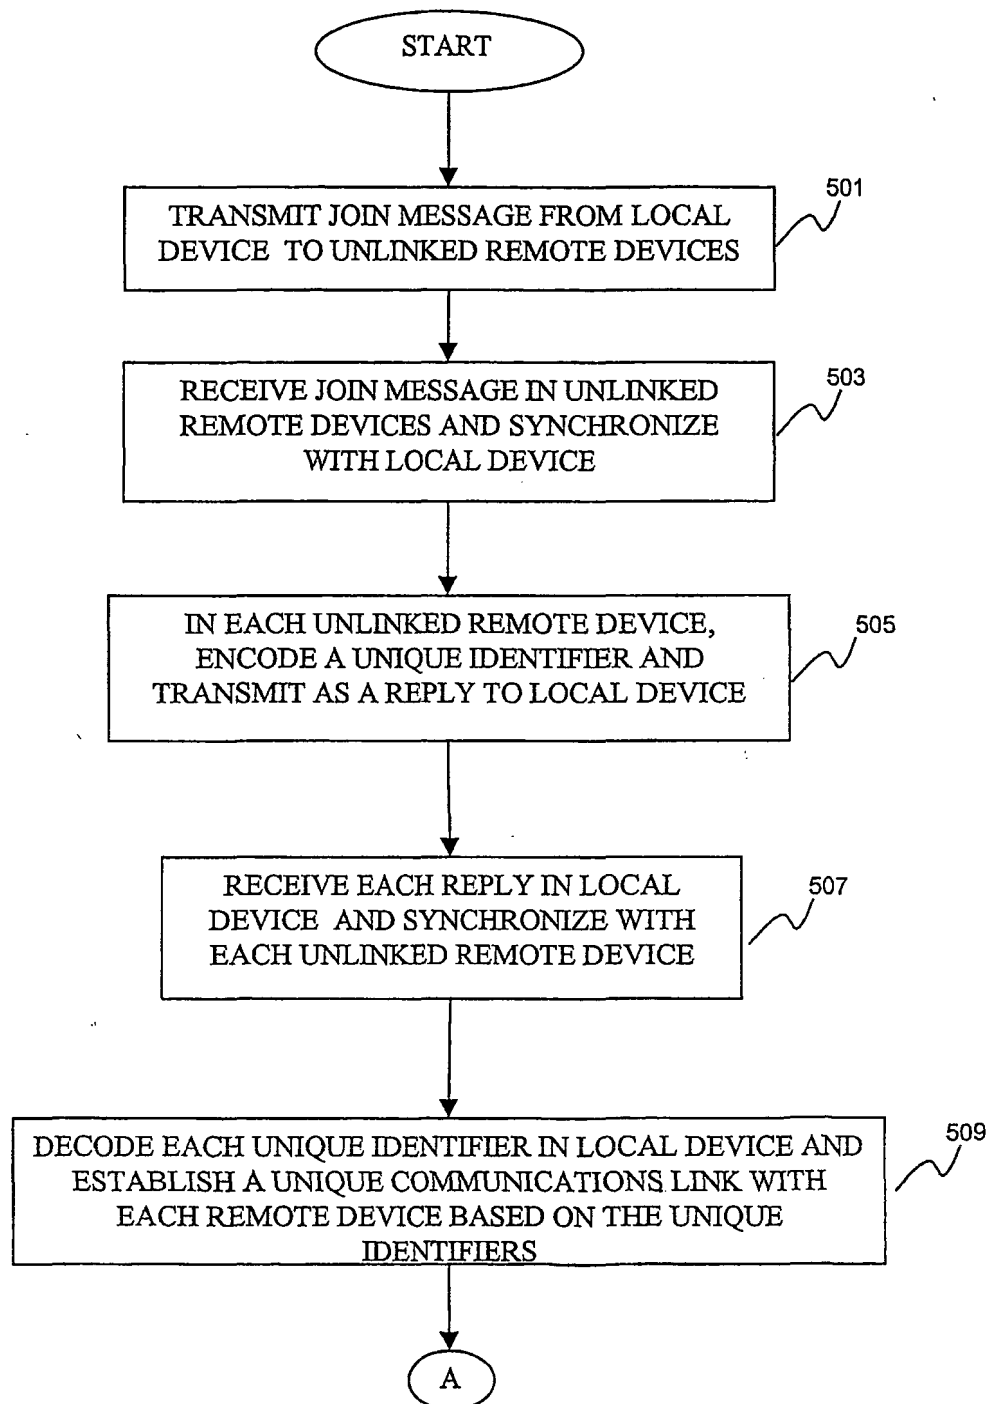 START
501
TRANSMIT JOIN MESSAGE FROM LOCAL
DEVICE TO UNLINKED REMOTE DEVICES
503
RECEIVE JOIN MESSAGE IN UNLINKED
REMOTE DEVICES AND SYNCHRONIZE
WITH LOCAL DEVICE
505
IN EACH UNLINKED REMOTE DEVICE,
ENCODE A UNIQUE IDENTIFIER AND
TRANSMIT AS A REPLY TO LOCAL DEVICE
507
RECEIVE EACH REPLY IN LOCAL
DEVICE AND SYNCHRONIZE WITH
EACH UNLINKED REMOTE DEVICE
509
DECODE EACH UNIQUE IDENTIFIER IN LOCAL DEVICE AND
ESTABLISH A UNIQUE COMMUNICATIONS LINK WITH
EACH REMOTE DEVICE BASED ON THE UNIQUE
IDENTIFIERS
A